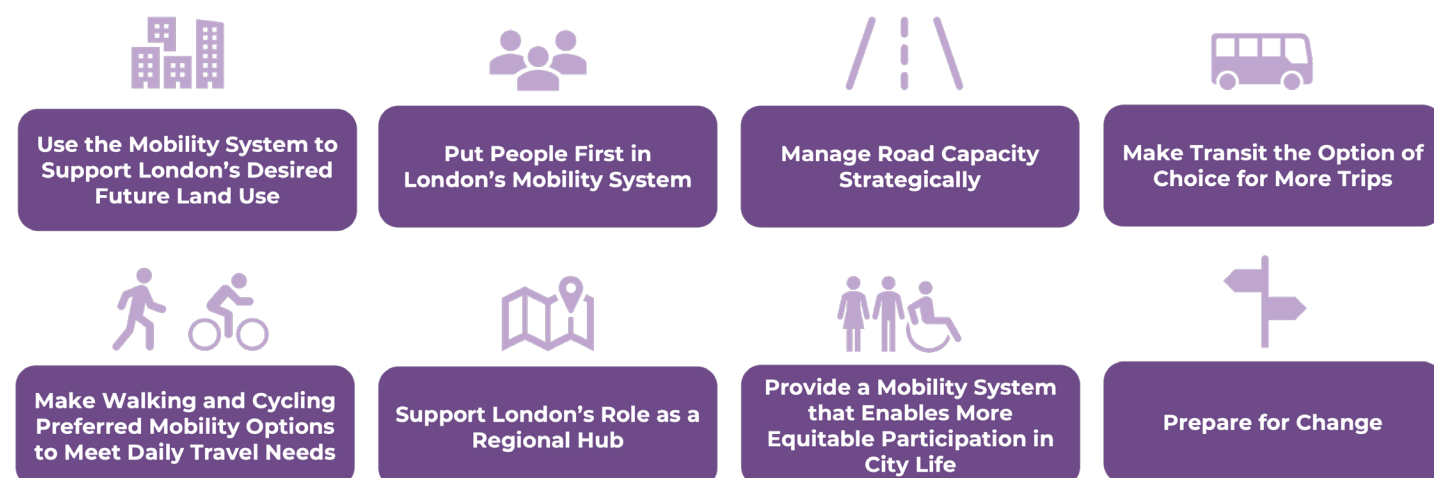 Use the Mobility System to
Support London’s Desired
Future Land Use
Put People First in
London’s Mobility System
Manage Road Capacity
Strategically
Make Transit the Option of
Choice for More Trips
Make Walking and Cycling
Preferred Mobility Options
to Meet Daily Travel Needs
Support London’s Role as a
Regional Hub
Provide a Mobility System
that Enables More
Equitable Participation in
City Life
Prepare for Change